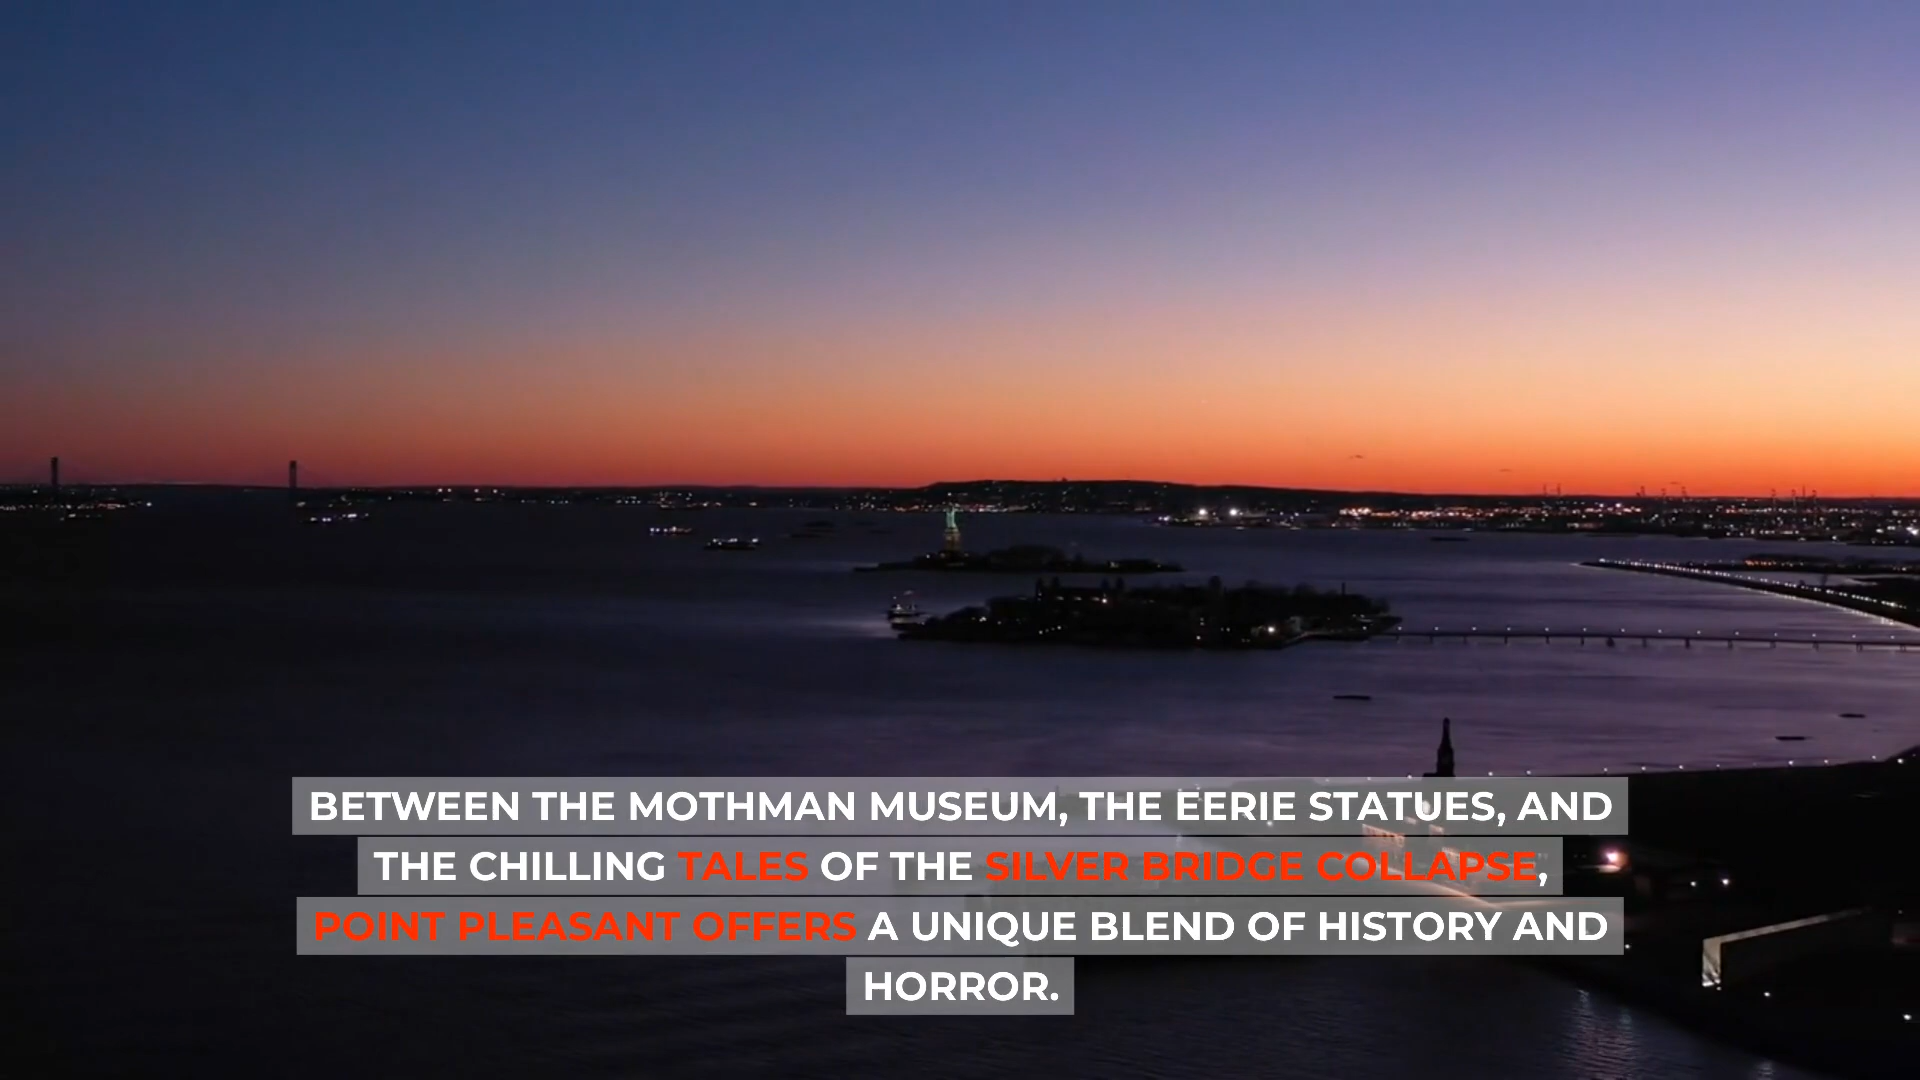 BETWEEN THE MOTHMAN MUSEUM, THE EERIE STATUES, AND
THE CHILLING TALES OF THE SILVER BRIDGE COLLAPSE,
POINT PLEASANT OFFERS A UNIQUE BLEND OF HISTORY AND
HORROR.